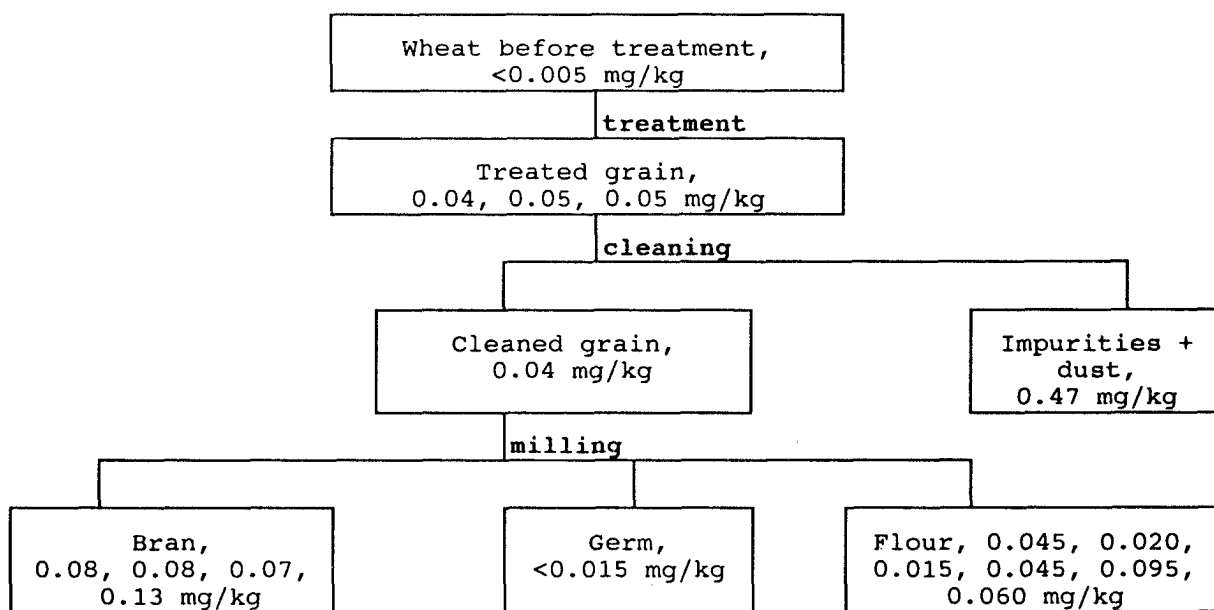 Wheat before treatment,
<0.005 mg/kg
treatment
Treated grain,
0.04, 0.05, 0.05 mg/kg
cleaning
Cleaned grain,
0.04 mg/kg
Impurities +
dust,
0.47 mg/kg
milling
Bran,
0.08, 0.08, 0.07,
0.13 mg/kg
Germ,
<0.015 mg/kg
Flour, 0.045, 0.020,
0.015, 0.045, 0.095,
0.060 mg/kg